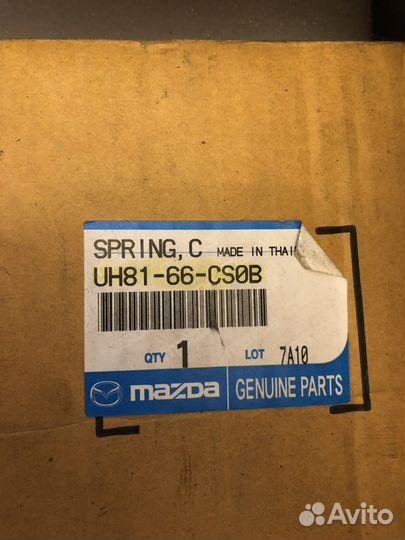 SPRING, C MADE IN THAI
UH81-66-CS0B
QTY 1 LOT 7A10
mazda GENUINE PARTS
Avito